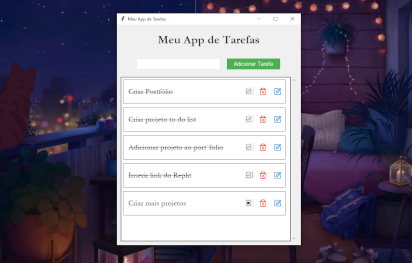 Meu App de Tarefas
Meu App de Tarefas
Adicionar Tarefa
Criar Portfólio
Criar projeto to do list
Adicionar projeto ao port fólio
Inserir link do Replit
Criar mais projetos